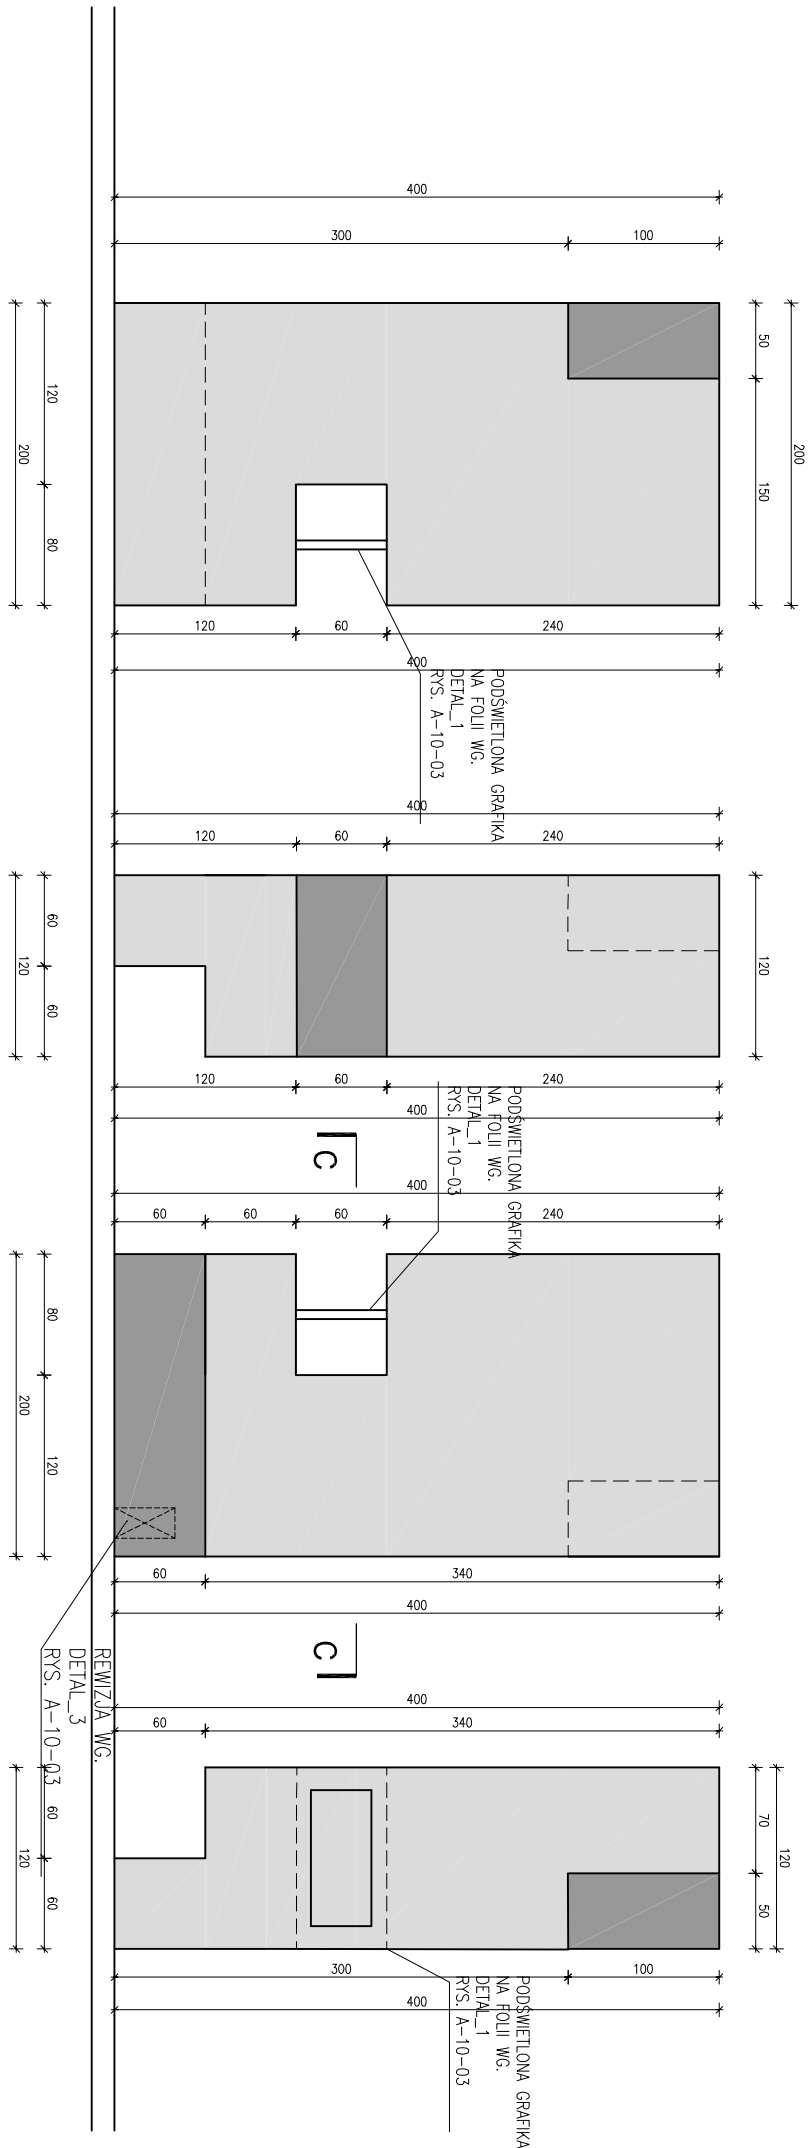 400
300
100
50
150
200
120
80
200
120
60
240
400
PODŚWIETLONA GRAFIKA
NA FOLII WG.
DETAL_1
RYS. A-10-03
400
120
60
240
60
60
120
120
120
60
240
400
PODŚWIETLONA GRAFIKA
NA FOLII WG.
DETAL_1
RYS. A-10-03
C
400
60
60
60
240
80
120
200
60
340
400
REWIZJA WG.
DETAL_3
RYS. A-10-03
C
400
60
340
60
60
120
70
50
120
300
100
400
PODŚWIETLONA GRAFIKA
NA FOLII WG.
DETAL_1
RYS. A-10-03